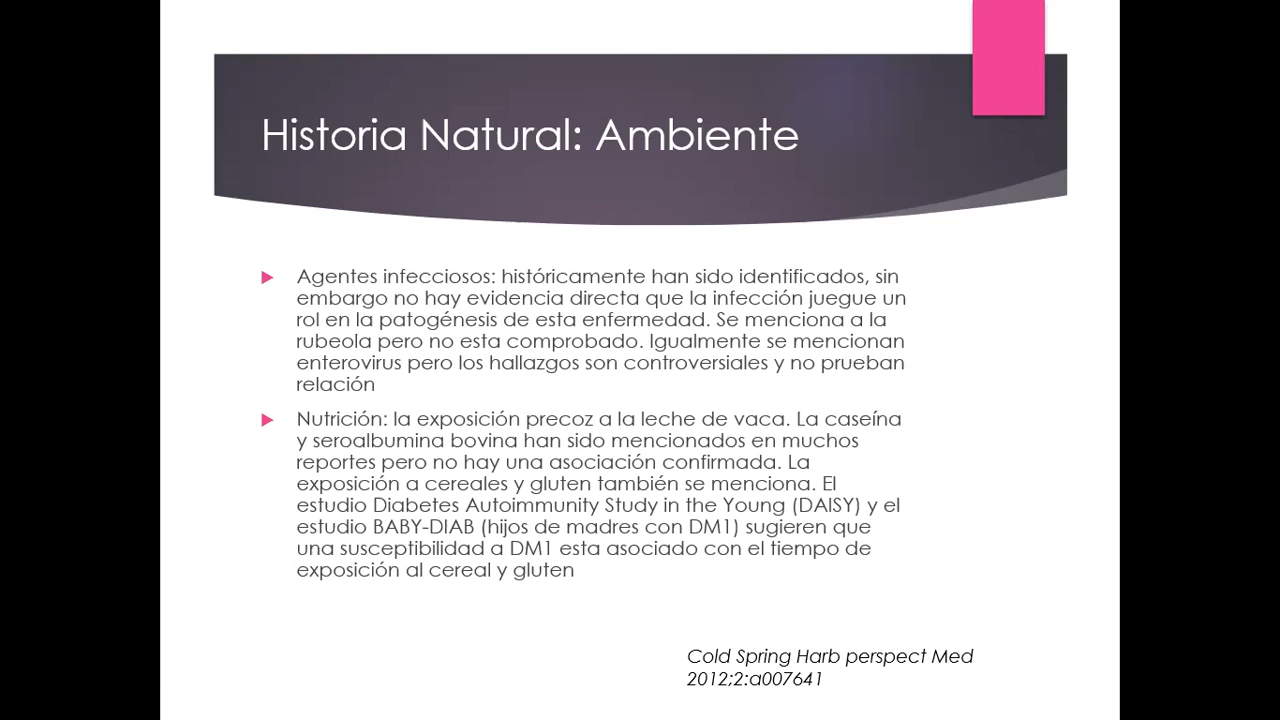 Historia Natural: Ambiente
Agentes infecciosos: históricamente han sido identificados, sin
embargo no hay evidencia directa que la infección juegue un
rol en la patogénesis de esta enfermedad. Se menciona a la
rubeola pero no esta comprobado. Igualmente se mencionan
enterovirus pero los hallazgos son controversiales y no prueban
relación
Nutrición: la exposición precoz a la leche de vaca. La caseína
y seroalbumina bovina han sido mencionados en muchos
reportes pero no hay una asociación confirmada. La
exposición a cereales y gluten también se menciona. El
estudio Diabetes Autoimmunity Study in the Young (DAISY) y el
estudio BABY-DIAB (hijos de madres con DM1) sugieren que
una susceptibilidad a DM1 esta asociado con el tiempo de
exposición al cereal y gluten
Cold Spring Harb perspect Med
2012;2:a007641